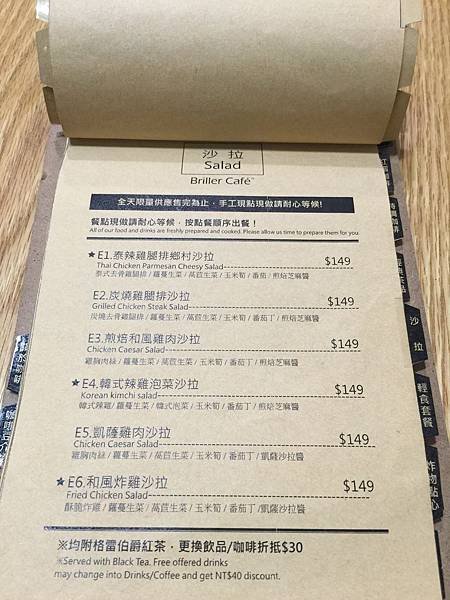 沙拉
Salad
Briller Café
全天限量供應售完為止，手工現點現做請耐心等候!
餐點現做請耐心等候，按點餐順序出餐！
All of our food and drinks are freshly prepared and cooked. Please allow us time to prepare them for you.
★E1.泰辣雞腿排鄉村沙拉
Thai Chicken Parmesan Cheesy Salad $149
泰式去骨雞腿排/蘿蔓生菜/萵苣生菜/玉米筍/番茄/煎焙芝麻醬
E2.炭燒雞腿排沙拉
Grilled Chicken Steak Salad $149
炭燒去骨雞腿排/蘿蔓生菜/萵苣生菜/玉米筍/番茄丁/煎焙芝麻醬
E3.煎焙和風雞肉沙拉
Chicken Caesar Salad $149
雞胸肉絲/蘿蔓生菜/萵苣生菜/玉米筍/番茄丁/煎焙芝麻醬
★E4.韓式辣雞泡菜沙拉
Korean kimchi salad $149
韓式辣雞/蘿蔓生菜/韓式泡菜/玉米筍/番茄丁/煎焙芝麻醬
E5.凱薩雞肉沙拉
Chicken Caesar Salad $149
雞胸肉絲/蘿蔓生菜/萵苣生菜/玉米筍/番茄丁/凱薩沙拉醬
★E6.和風炸雞沙拉
Fried Chicken Salad $149
酥脆炸雞/蘿蔓生菜/萵苣生菜/玉米筍/番茄丁/凱薩沙拉醬
※均附格雷伯爵紅茶，更換飲品/咖啡折抵$30
※Served with Black Tea. Free offered drinks
may change into Drinks/Coffee and get NT$40 discount.
沙拉
輕食套餐
炸物點心